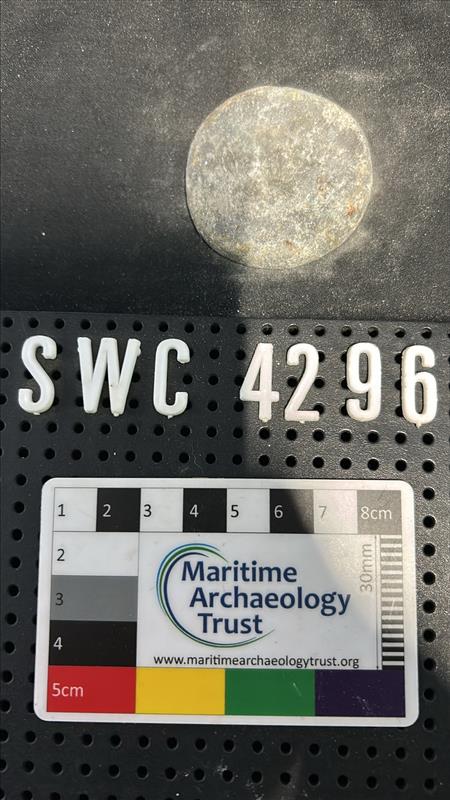 SWC 4296
1 2 3 4 5 6 7 8cm
2
3
4
5cm
30mm
Maritime
Archaeology
Trust
www.maritimearchaeologytrust.org